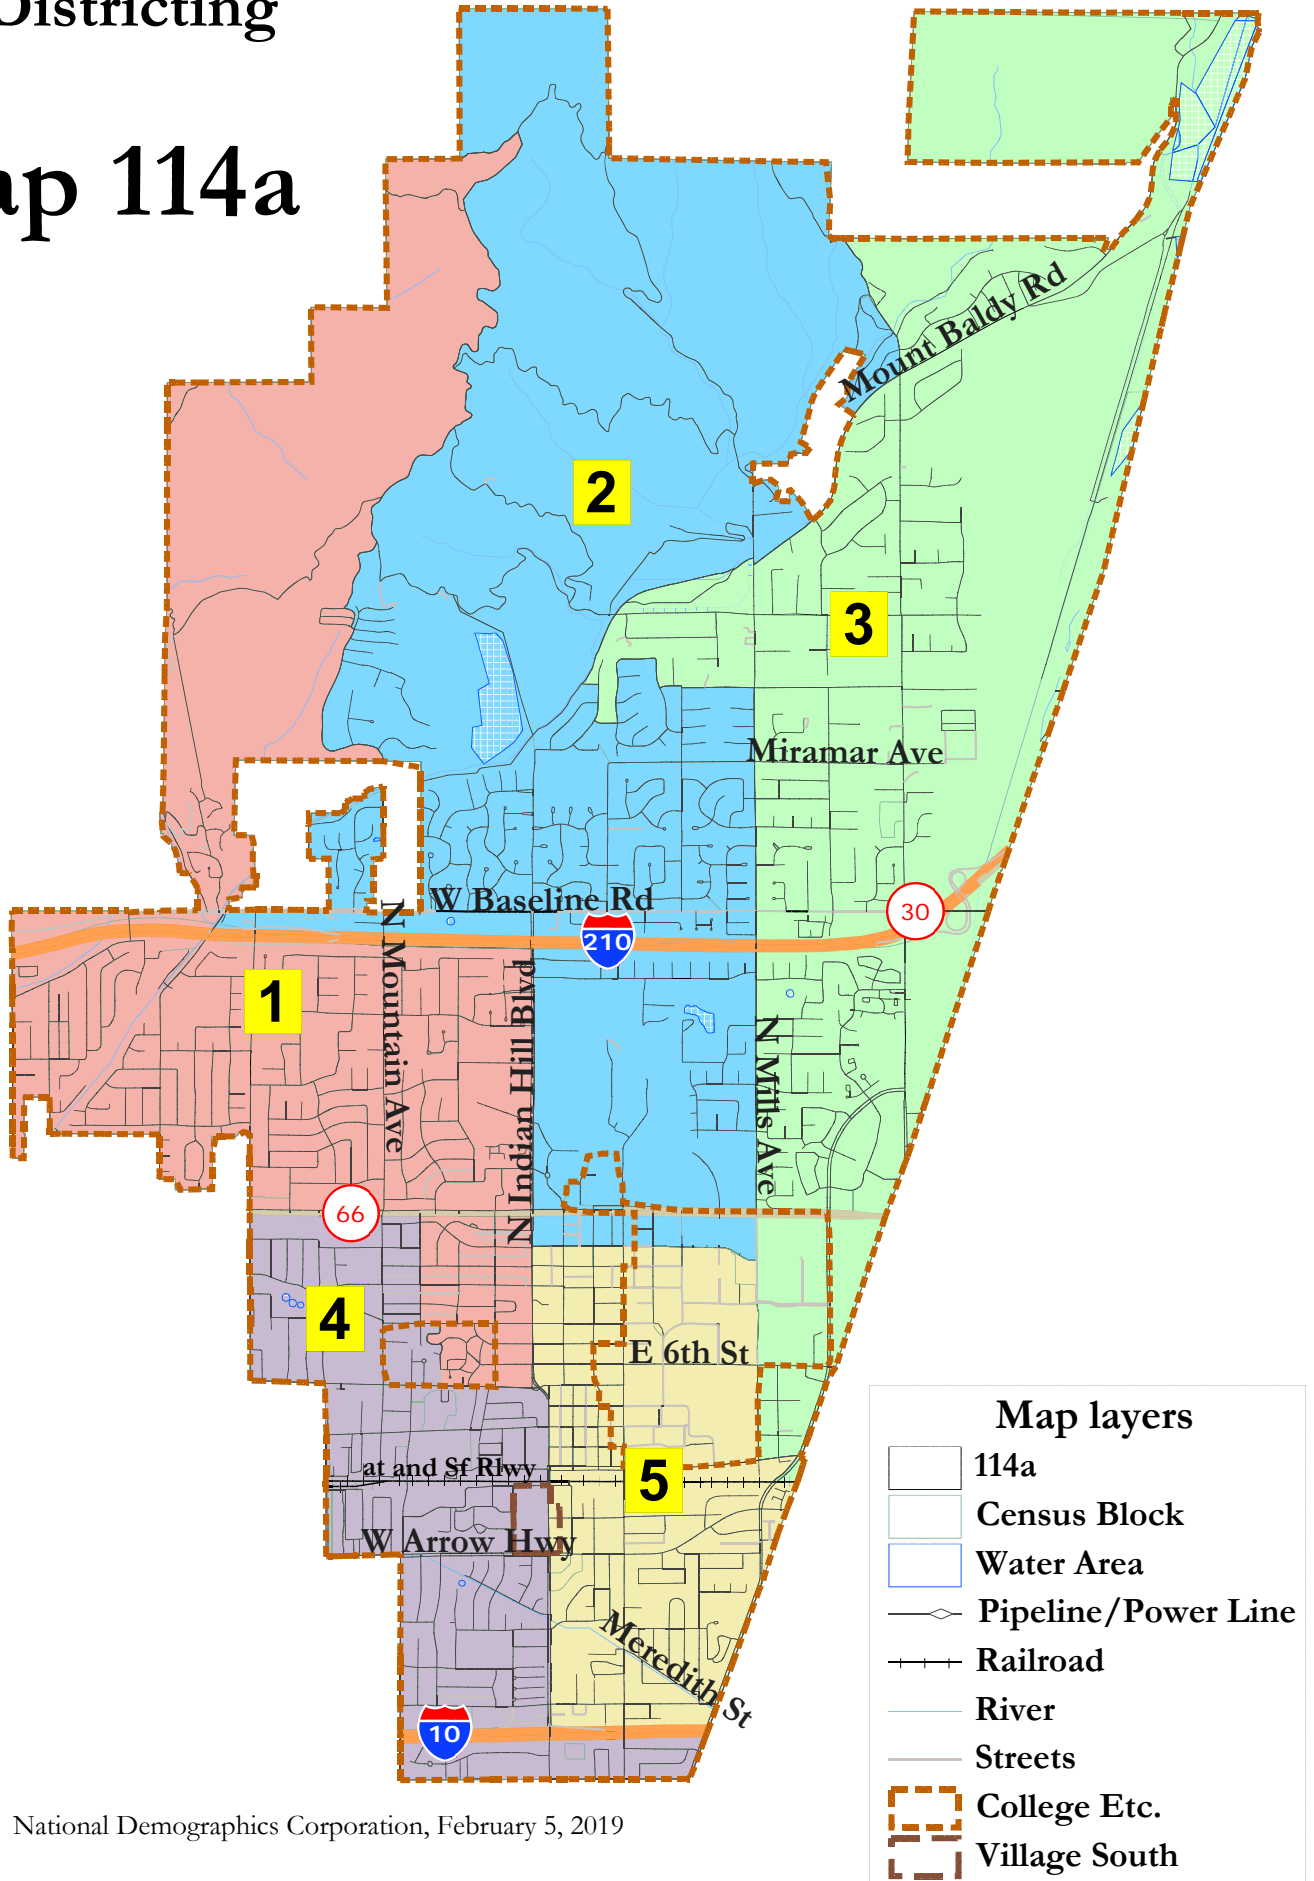 Districting
ap 114a
Mount Baldy Rd
2
3
Miramar Ave
W Baseline Rd
30
210
1
N Mountain Ave
N Indian Hill Blvd
N Mills Ave
66
4
E 6th St
at and Sf Rlwy
5
W Arrow Hwy
Meredith St
10
Map layers
114a
Census Block
Water Area
Pipeline/Power Line
Railroad
River
Streets
College Etc.
Village South
National Demographics Corporation, February 5, 2019